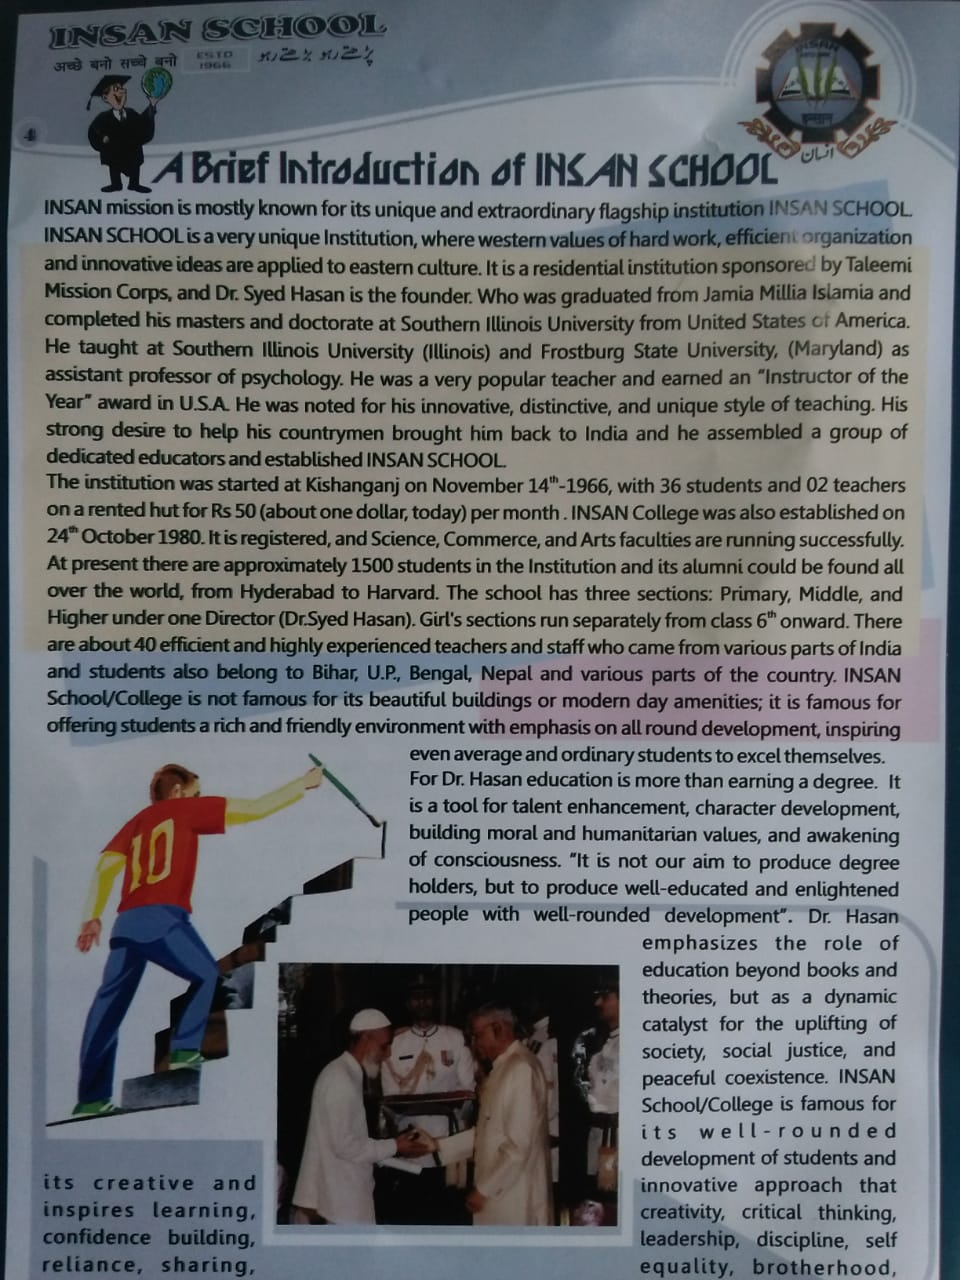 INSAN SCHOOL
अच्छे बनो सच्चे बनो
ESTD
1966
INSAN
इन्सान
انسان
4
A Brief Introduction of INSAN SCHOOL
INSAN mission is mostly known for its unique and extraordinary flagship institution INSAN SCHOOL.
INSAN SCHOOL is a very unique Institution, where western values of hard work, efficient organization
and innovative ideas are applied to eastern culture. It is a residential institution sponsored by Taleemi
Mission Corps, and Dr. Syed Hasan is the founder. Who was graduated from Jamia Millia Islamia and
completed his masters and doctorate at Southern Illinois University from United States of America.
He taught at Southern Illinois University (Illinois) and Frostburg State University, (Maryland) as
assistant professor of psychology. He was a very popular teacher and earned an “Instructor of the
Year” award in U.S.A. He was noted for his innovative, distinctive, and unique style of teaching. His
strong desire to help his countrymen brought him back to India and he assembled a group of
dedicated educators and established INSAN SCHOOL.
The institution was started at Kishanganj on November 14th-1966, with 36 students and 02 teachers
on a rented hut for Rs 50 (about one dollar, today) per month . INSAN College was also established on
24th October 1980. It is registered, and Science, Commerce, and Arts faculties are running successfully.
At present there are approximately 1500 students in the Institution and its alumni could be found all
over the world, from Hyderabad to Harvard. The school has three sections: Primary, Middle, and
Higher under one Director (Dr.Syed Hasan). Girl's sections run separately from class 6th onward. There
are about 40 efficient and highly experienced teachers and staff who came from various parts of India
and students also belong to Bihar, U.P., Bengal, Nepal and various parts of the country. INSAN
School/College is not famous for its beautiful buildings or modern day amenities; it is famous for
offering students a rich and friendly environment with emphasis on all round development, inspiring
even average and ordinary students to excel themselves.
For Dr. Hasan education is more than earning a degree. It
is a tool for talent enhancement, character development,
building moral and humanitarian values, and awakening
of consciousness. “It is not our aim to produce degree
holders, but to produce well-educated and enlightened
people with well-rounded development”. Dr. Hasan
emphasizes the role of
education beyond books and
theories, but as a dynamic
catalyst for the uplifting of
society, social justice, and
peaceful coexistence. INSAN
School/College is famous for
its well-rounded
development of students and
its creative and
innovative approach that
inspires learning,
creativity, critical thinking,
confidence building,
leadership, discipline, self
reliance, sharing,
equality, brotherhood,
10